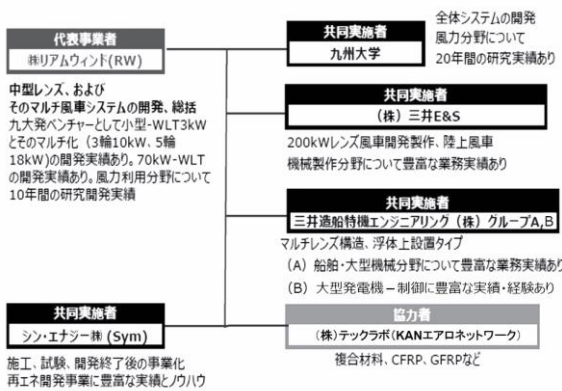 代表事業者
㈱リアムウィンド(RW)
中型レンズ、および
そのマルチ風車システムの開発、総括
九大発ベンチャーとして小型-WLT3kW
とそのマルチ化（3輪10kW、5輪
18kW)の開発実績あり。70kW-WLT
の開発実績あり。風力利用分野について
10年間の研究開発実績
共同実施者
シン・エナジー㈱ (Sym)
施工、試験、開発終了後の事業化
再エネ開発事業に豊富な実績とノウハウ
共同実施者
九州大学
全体システムの開発
風力分野について
20年間の研究実績あり
共同実施者
（株）三井E&S
200kWレンズ風車開発製作、陸上風車
機械製作分野について豊富な業務実績あり
共同実施者
三井造船特機エンジニアリング（株）グループA,B
マルチレンズ構造、浮体上設置タイプ
（A）船舶・大型機械分野について豊富な業務実績あり
（B）大型発電機－制御に豊富な実績・経験あり
協力者
（株）テックラボ(KANエアロネットワーク）
複合材料、CFRP、GFRPなど